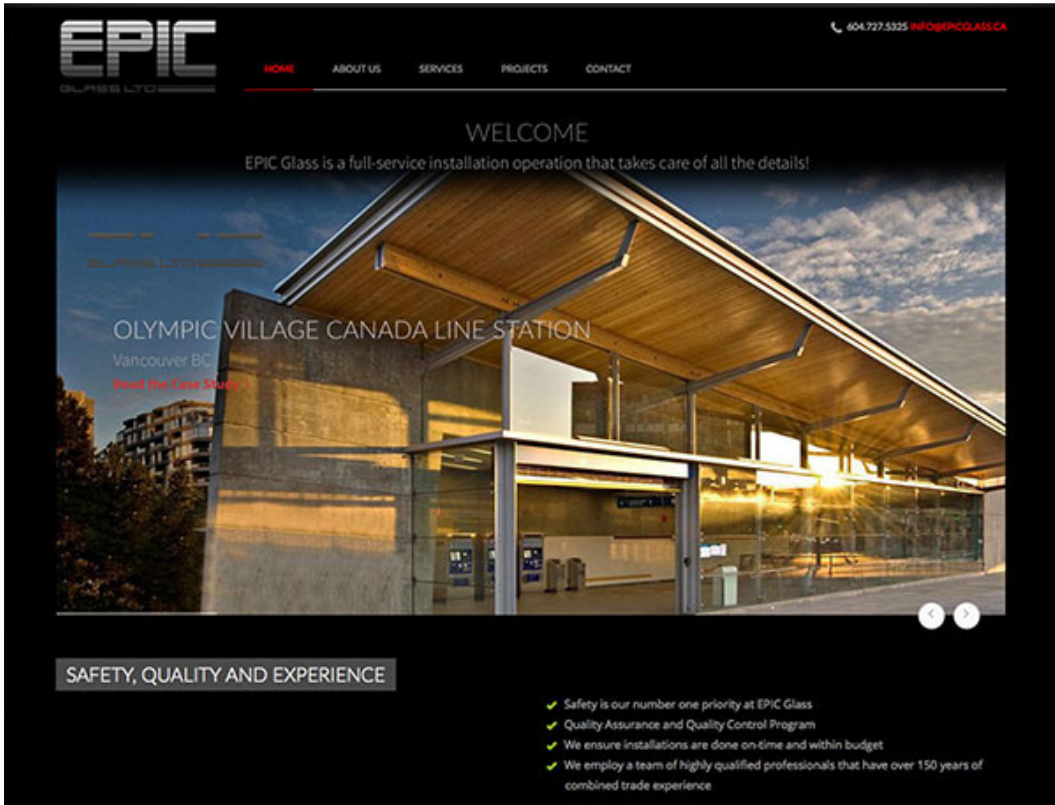 EPIC
GLASS LTD
604.727.5325 INFO@EPICGLASS.CA
HOME ABOUT US SERVICES PROJECTS CONTACT
WELCOME
EPIC Glass is a full-service installation operation that takes care of all the details!
GLASS LTD
OLYMPIC VILLAGE CANADA LINE STATION
Vancouver BC
Read the Case Study
SAFETY, QUALITY AND EXPERIENCE
Safety is our number one priority at EPIC Glass
Quality Assurance and Quality Control Program
We ensure installations are done on-time and within budget
We employ a team of highly qualified professionals that have over 150 years of
combined trade experience